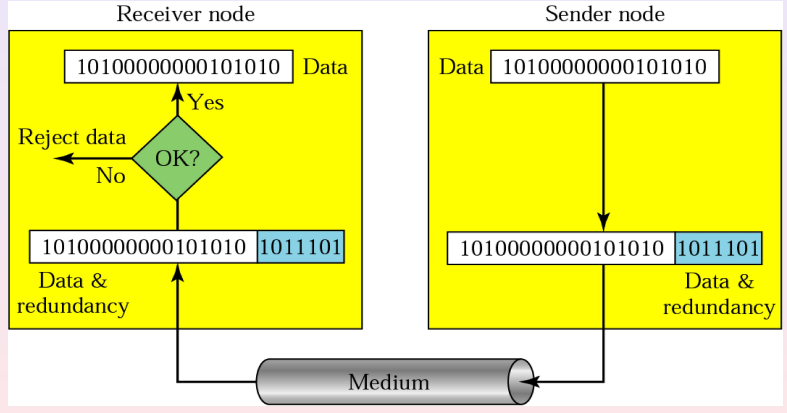 Receiver node
Sender node
10100000000101010 Data
Data 10100000000101010
Yes
Reject data
OK?
No
10100000000101010 1011101
10100000000101010 1011101
Data &
redundancy
Data &
redundancy
Medium